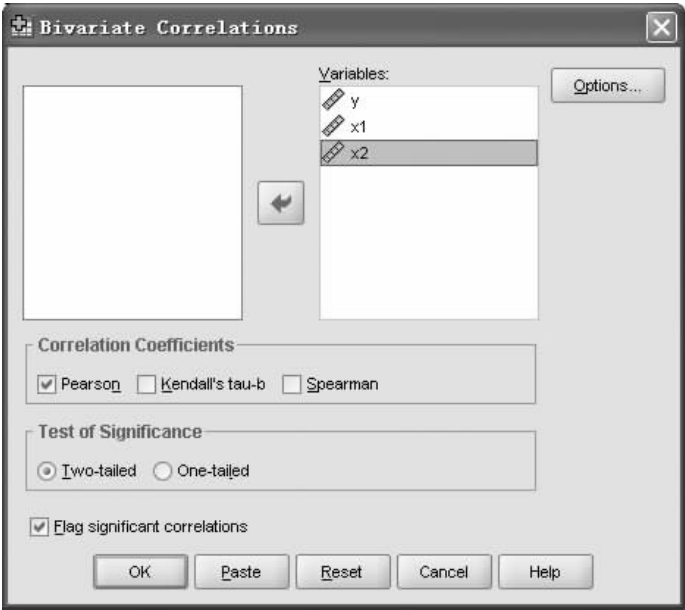 Bivariate Correlations
Variables:
y
x1
x2
Options...
Correlation Coefficients
Pearson Kendall's tau-b Spearman
Test of Significance
Two-tailed One-tailed
Flag significant correlations
OK Paste Reset Cancel Help